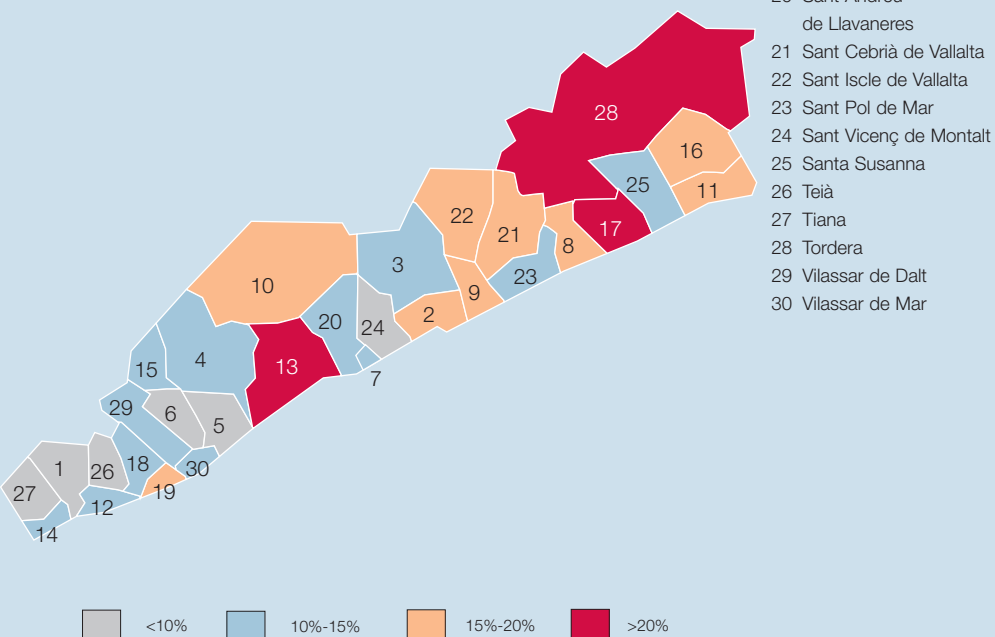 20 Sant Andreu
de Llavaneres
21 Sant Cebrià de Vallalta
22 Sant Iscle de Vallalta
23 Sant Pol de Mar
24 Sant Vicenç de Montalt
25 Santa Susanna
26 Teià
27 Tiana
28 Tordera
29 Vilassar de Dalt
30 Vilassar de Mar
28
16
25
11
22
17
21
8
3
23
10
9
2
20
24
4
13
15
7
29
6
5
18
30
1
26
19
27
12
14
<10%
10%-15%
15%-20%
>20%